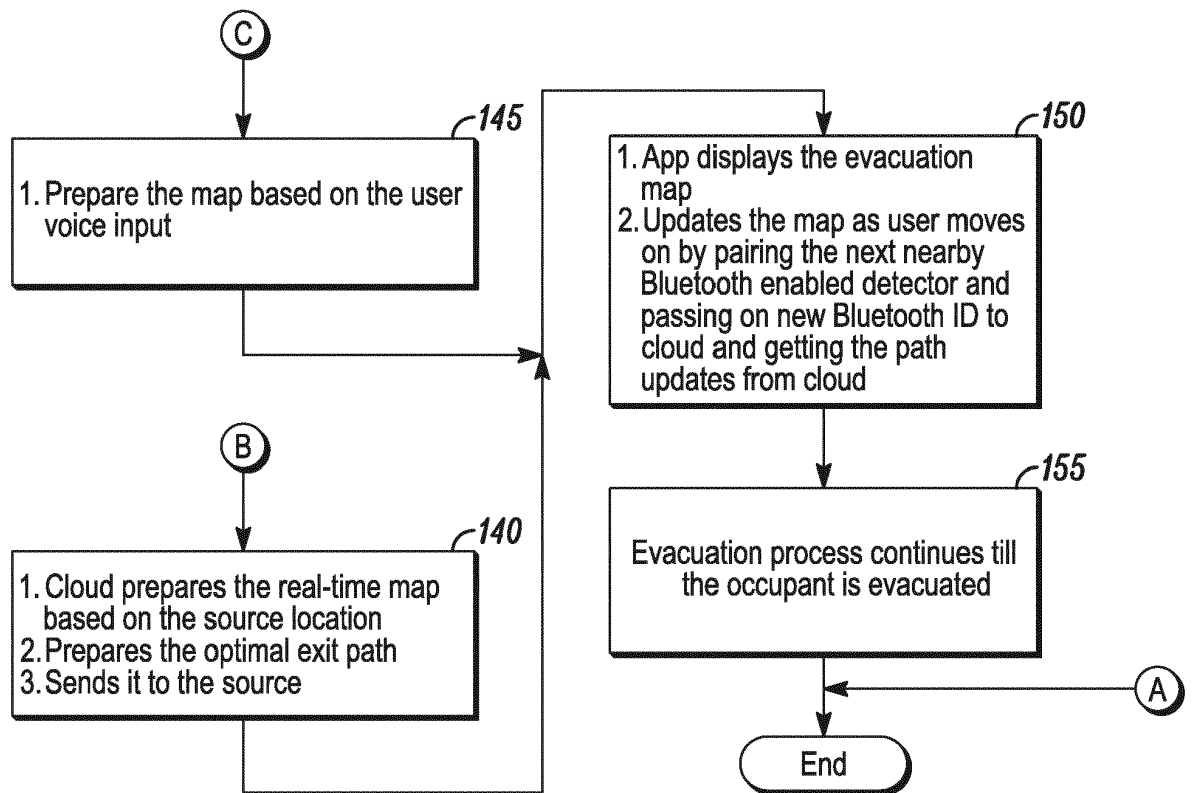 C
145
1. Prepare the map based on the user
voice input
B
140
1. Cloud prepares the real-time map
based on the source location
2. Prepares the optimal exit path
3. Sends it to the source
150
1. App displays the evacuation
map
2. Updates the map as user moves
on by pairing the next nearby
Bluetooth enabled detector and
passing on new Bluetooth ID to
cloud and getting the path
updates from cloud
155
Evacuation process continues till
the occupant is evacuated
A
End